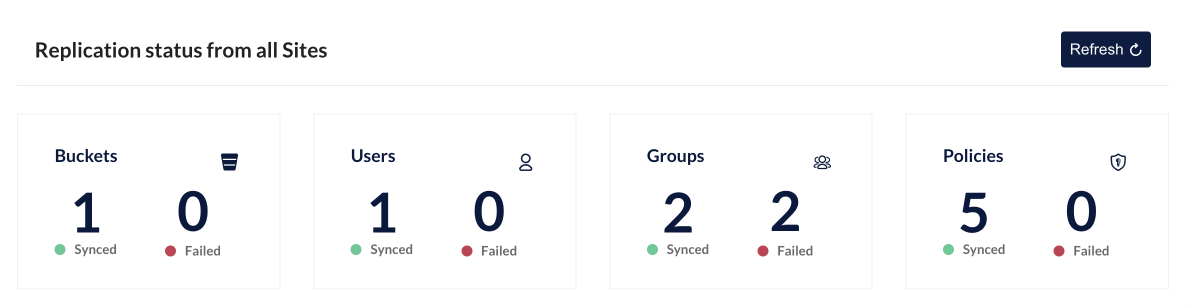 Replication status from all Sites
Refresh
Buckets
1 0
Synced Failed
Users
1 0
Synced Failed
Groups
2 2
Synced Failed
Policies
5 0
Synced Failed